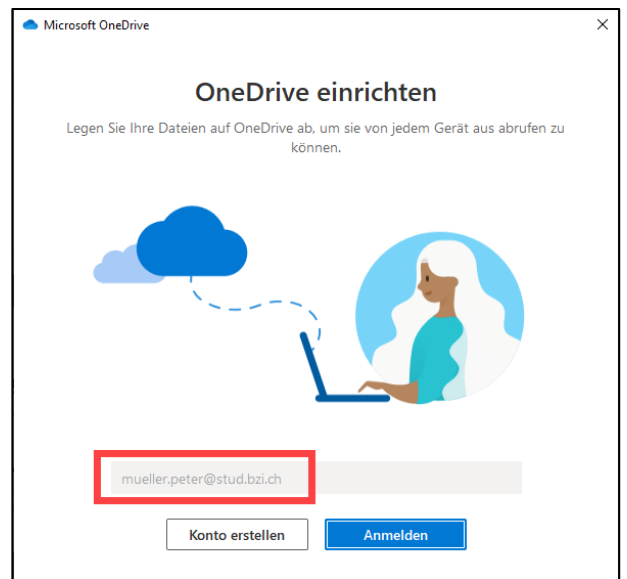 Microsoft OneDrive
OneDrive einrichten
Legen Sie Ihre Dateien auf OneDrive ab, um sie von jedem Gerät aus abrufen zu
können.
mueller.peter@stud.bzi.ch
Konto erstellen
Anmelden